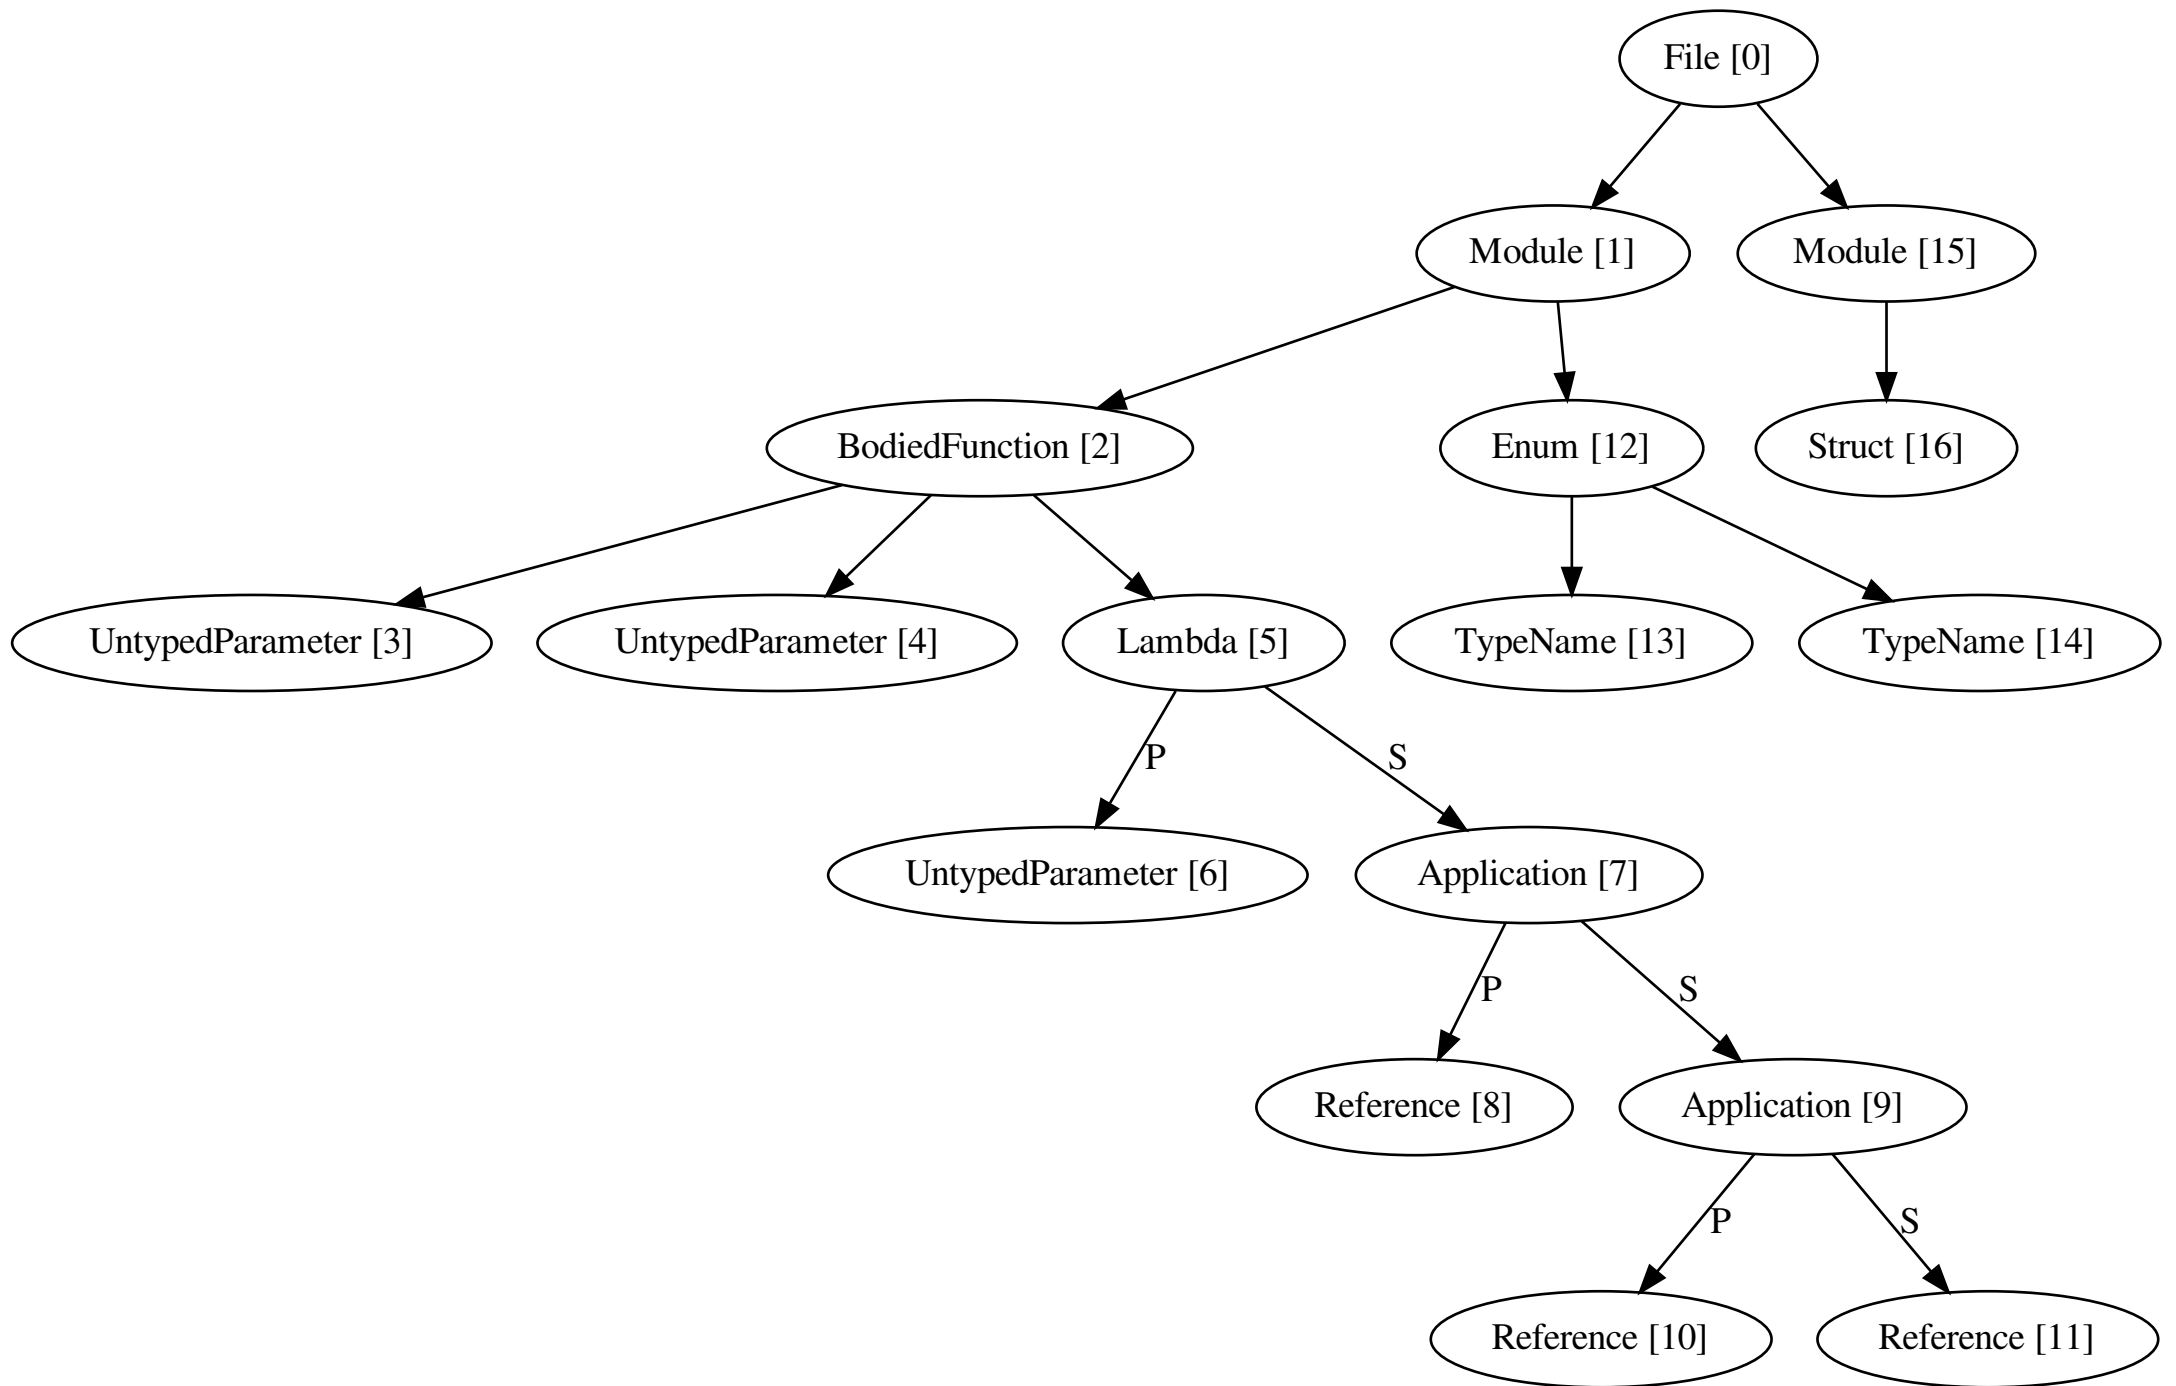 File [0]
Module [1]
Module [15]
BodiedFunction [2]
Enum [12]
Struct [16]
UntypedParameter [3]
UntypedParameter [4]
Lambda [5]
TypeName [13]
TypeName [14]
P
S
UntypedParameter [6]
Application [7]
P
S
Reference [8]
Application [9]
P
S
Reference [10]
Reference [11]